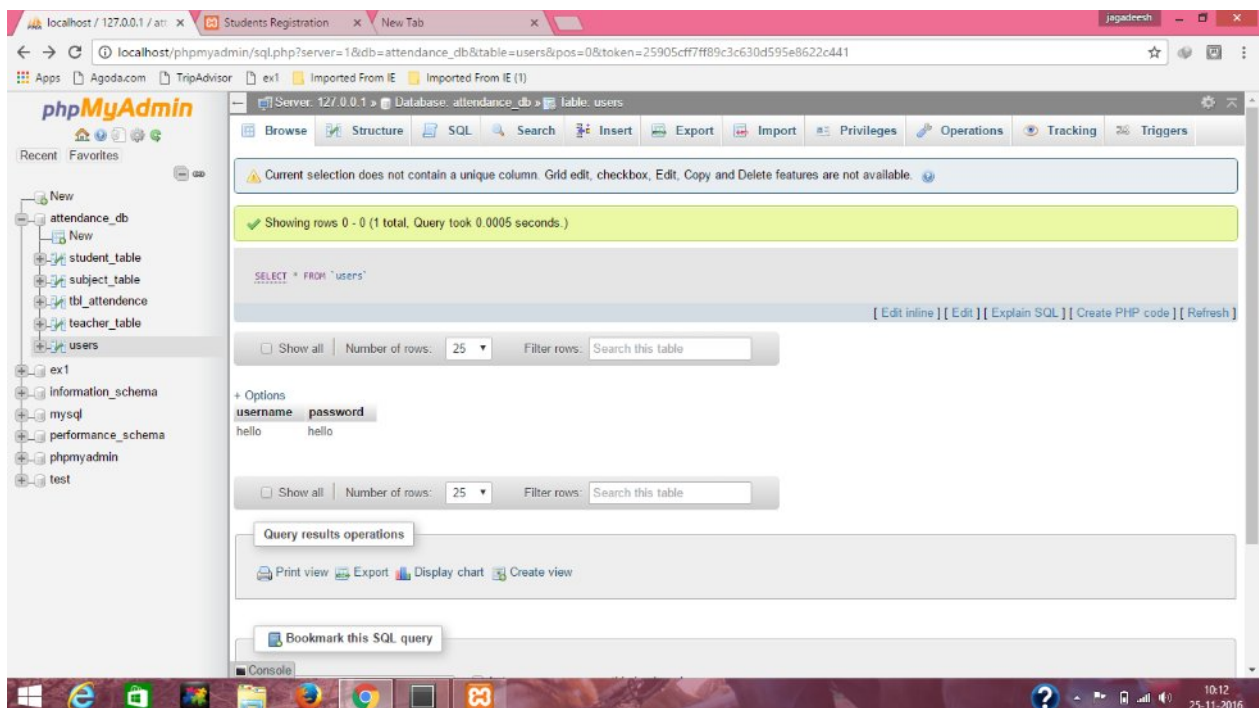 localhost / 127.0.0.1 / att
Students Registration
New Tab
jagadeesh
localhost/phpmyadmin/sql.php?server=1&db=attendance_db&table=users&pos=0&token=25905cff7ff89c3c630d595e8622c441
Apps Agoda.com TripAdvisor ex1 Imported From IE Imported From IE (1)
phpMyAdmin
Recent Favorites
New
attendance_db
New
student_table
subject_table
tbl_attendence
teacher_table
users
ex1
information_schema
mysql
performance_schema
phpmyadmin
test
Server: 127.0.0.1 » Database: attendance_db » Table: users
Browse Structure SQL Search Insert Export Import Privileges Operations Tracking Triggers
Current selection does not contain a unique column. Grid edit, checkbox, Edit, Copy and Delete features are not available.
Showing rows 0 - 0 (1 total, Query took 0.0005 seconds.)
SELECT * FROM `users`
[ Edit inline ] [ Edit ] [ Explain SQL ] [ Create PHP code ] [ Refresh ]
Show all Number of rows: 25 Filter rows: Search this table
+ Options
username password
hello hello
Show all Number of rows: 25 Filter rows: Search this table
Query results operations
Print view Export Display chart Create view
Bookmark this SQL query
Console
10:12
25-11-2016